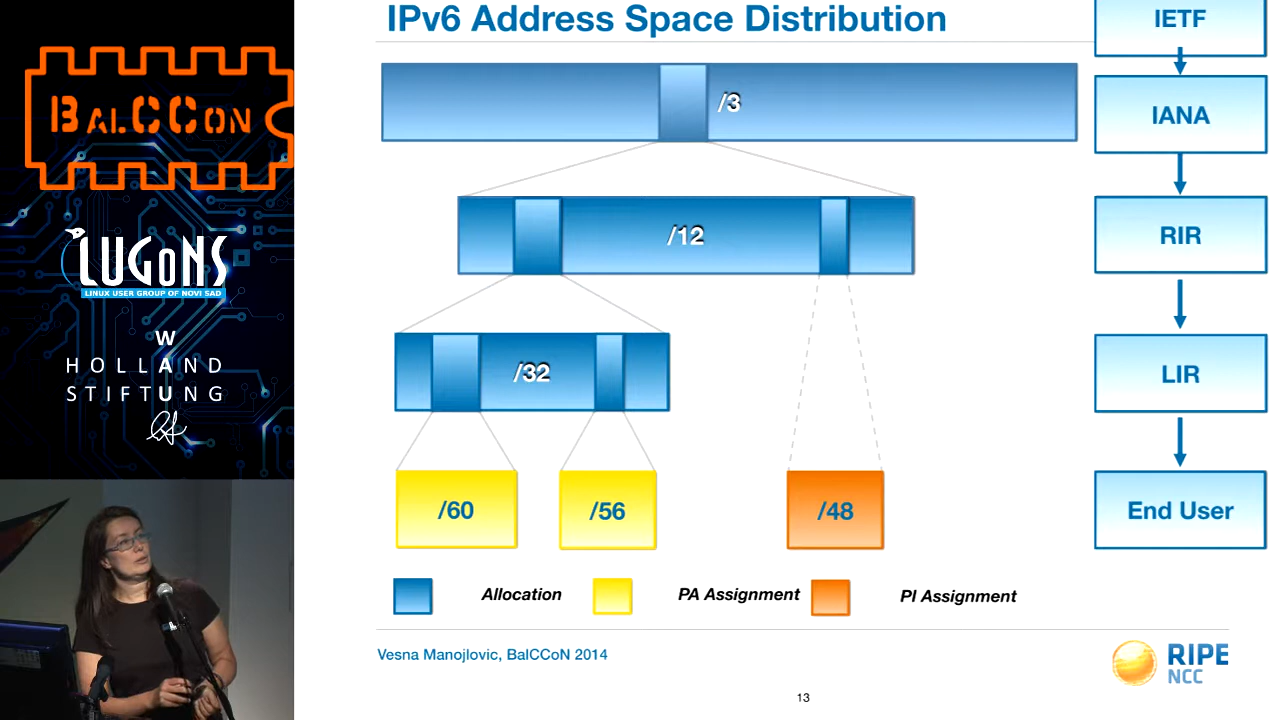 IPv6 Address Space Distribution
IETF
BALCCON
/3
IANA
/12
RIR
LUGONS
LINUX USER GROUP OF NOVI SAD
W
HOLLAND
STIFTUNG
/32
LIR
/60
/56
/48
End User
Allocation
PA Assignment
PI Assignment
Vesna Manojlovic, BalCCoN 2014
RIPE
NCC
13